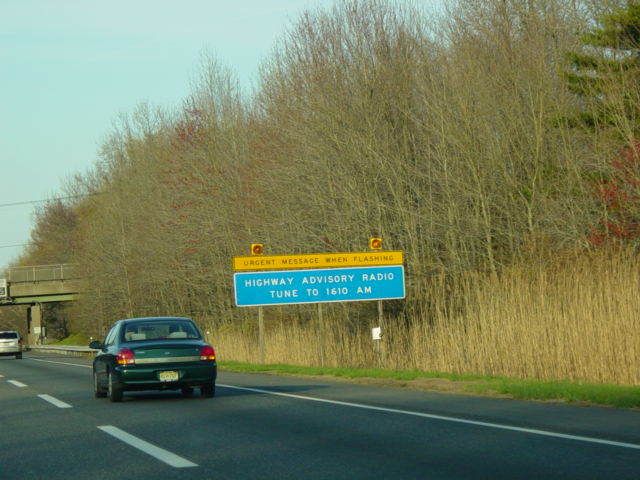 URGENT MESSAGE WHEN FLASHING
HIGHWAY ADVISORY RADIO
TUNE TO 1610 AM